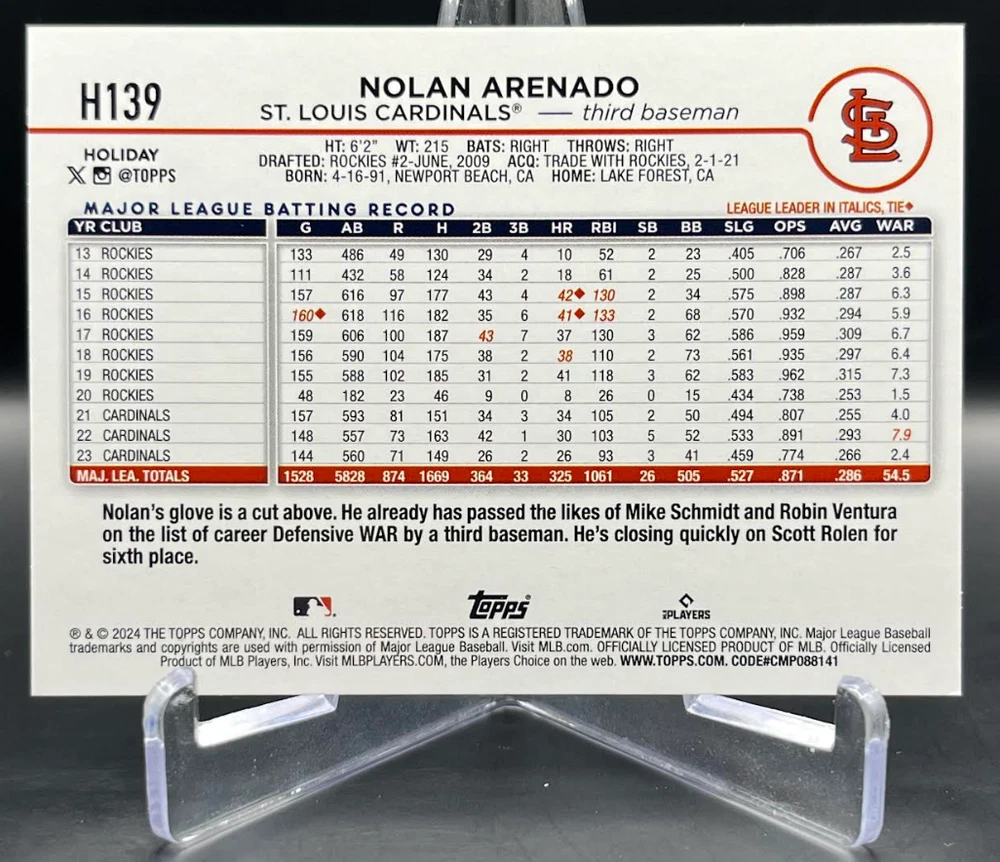 H139
NOLAN ARENADO
ST. LOUIS CARDINALS® — third baseman
STL
HOLIDAY
X @TOPPS
HT: 6'2" WT: 215 BATS: RIGHT THROWS: RIGHT
DRAFTED: ROCKIES #2-JUNE, 2009 ACQ: TRADE WITH ROCKIES, 2-1-21
BORN: 4-16-91, NEWPORT BEACH, CA HOME: LAKE FOREST, CA
MAJOR LEAGUE BATTING RECORD LEAGUE LEADER IN ITALICS, TIE◆
YR CLUB G AB R H 2B 3B HR RBI SB BB SLG OPS AVG WAR
13 ROCKIES 133 486 49 130 29 4 10 52 2 23 .405 .706 .267 2.5
14 ROCKIES 111 432 58 124 34 2 18 61 2 25 .500 .828 .287 3.6
15 ROCKIES 157 616 97 177 43 4 42◆ 130 2 34 .575 .898 .287 6.3
16 ROCKIES 160◆ 618 116 182 35 6 41◆ 133 2 68 .570 .932 .294 5.9
17 ROCKIES 159 606 100 187 43 7 37 130 3 62 .586 .959 .309 6.7
18 ROCKIES 156 590 104 175 38 2 38 110 2 73 .561 .935 .297 6.4
19 ROCKIES 155 588 102 185 31 2 41 118 3 62 .583 .962 .315 7.3
20 ROCKIES 48 182 23 46 9 0 8 26 0 15 .434 .738 .253 1.5
21 CARDINALS 157 593 81 151 34 3 34 105 2 50 .494 .807 .255 4.0
22 CARDINALS 148 557 73 163 42 1 30 103 5 52 .533 .891 .293 7.9
23 CARDINALS 144 560 71 149 26 2 26 93 3 41 .459 .774 .266 2.4
MAJ. LEA. TOTALS 1528 5828 874 1669 364 33 325 1061 26 505 .527 .871 .286 54.5
Nolan's glove is a cut above. He already has passed the likes of Mike Schmidt and Robin Ventura
on the list of career Defensive WAR by a third baseman. He's closing quickly on Scott Rolen for
sixth place.
Topps®
PLAYERS
® & © 2024 THE TOPPS COMPANY, INC. ALL RIGHTS RESERVED. TOPPS IS A REGISTERED TRADEMARK OF THE TOPPS COMPANY, INC. Major League Baseball
trademarks and copyrights are used with permission of Major League Baseball. Visit MLB.com. OFFICIALLY LICENSED PRODUCT OF MLB. Officially Licensed
Product of MLB Players, Inc. Visit MLBPLAYERS.COM, the Players Choice on the web. WWW.TOPPS.COM. CODE#CMP088141